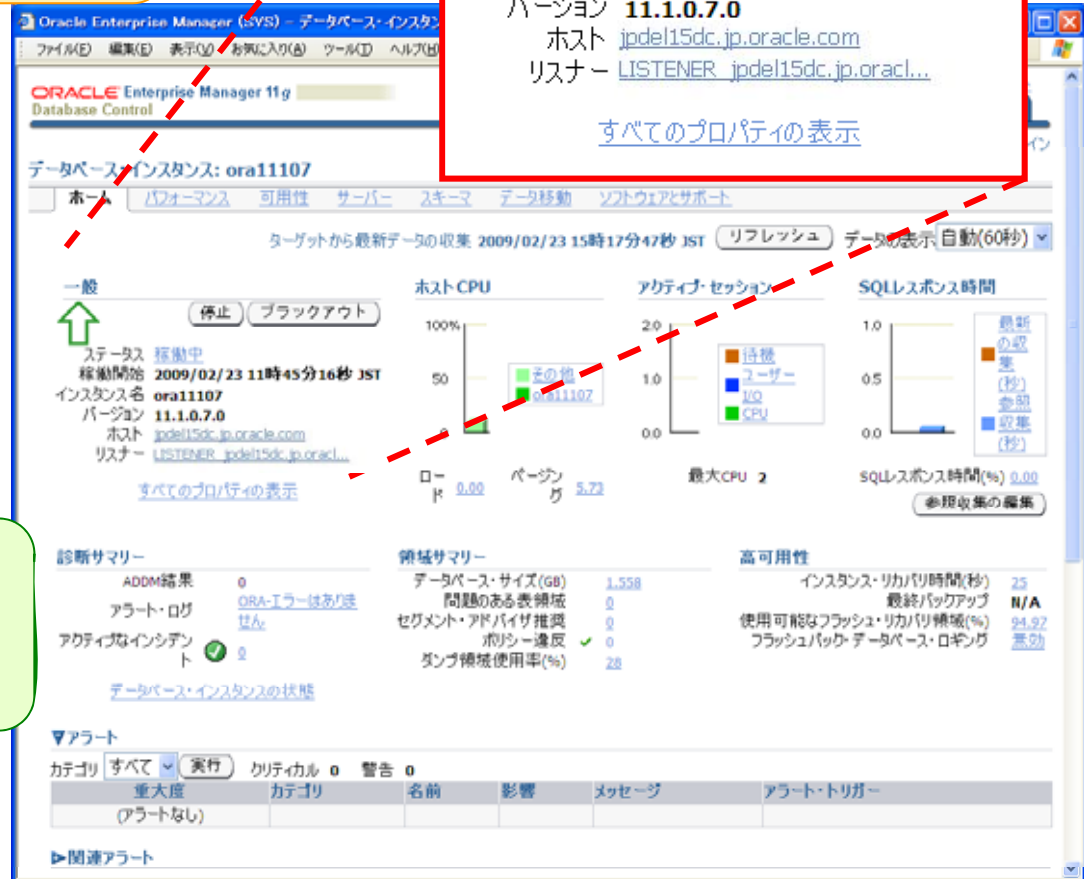 Oracle Enterprise Manager (SYS) - データベース・インスタン
バージョン 11.1.0.7.0
ホスト jpdel15dc.jp.oracle.com
リスナー LISTENER_jpdel15dc.jp.oracl...
すべてのプロパティの表示
ファイル(F) 編集(E) 表示(V) お気に入り(A) ツール(T) ヘルプ(H)
ORACLE Enterprise Manager 11g
Database Control
イン
データベース・インスタンス: ora11107
ホーム パフォーマンス 可用性 サーバー スキーマ データ移動 ソフトウェアとサポート
ターゲットから最新データの収集 2009/02/23 15時17分47秒 JST リフレッシュ データの表示 自動(60秒)
一般
停止 ブラックアウト
ステータス 稼働中
稼働開始 2009/02/23 11時45分16秒 JST
インスタンス名 ora11107
バージョン 11.1.0.7.0
ホスト jpdel15dc.jp.oracle.com
リスナー LISTENER_jpdel15dc.jp.oracl...
すべてのプロパティの表示
ホストCPU
100%
50
0
その他
ora11107
ロード 0.00 ページング 5.73
アクティブ・セッション
2.0
1.0
0.0
待機
ユーザー
I/O
CPU
最大CPU 2
SQLレスポンス時間
1.0
0.5
0.0
最新
の収
集
(秒)
参照
収集
(秒)
SQLレスポンス時間(%) 0.00
参照収集の編集
診断サマリー
ADDM結果 0
アラート・ログ ORA-エラーはありま
せん
アクティブなインシデン
ト 0
データベース・インスタンスの状態
領域サマリー
データベース・サイズ(GB) 1.558
問題のある表領域 0
セグメント・アドバイザ推奨 0
ポリシー違反 0
ダンプ領域使用率(%) 28
高可用性
インスタンス・リカバリ時間(秒) 25
最終バックアップ N/A
使用可能なフラッシュ・リカバリ領域(%) 94.97
フラッシュバック・データベース・ロギング 無効
アラート
カテゴリ すべて 実行 クリティカル 0 警告 0
重大度 カテゴリ 名前 影響 メッセージ アラート・トリガー
(アラートなし)
関連アラート